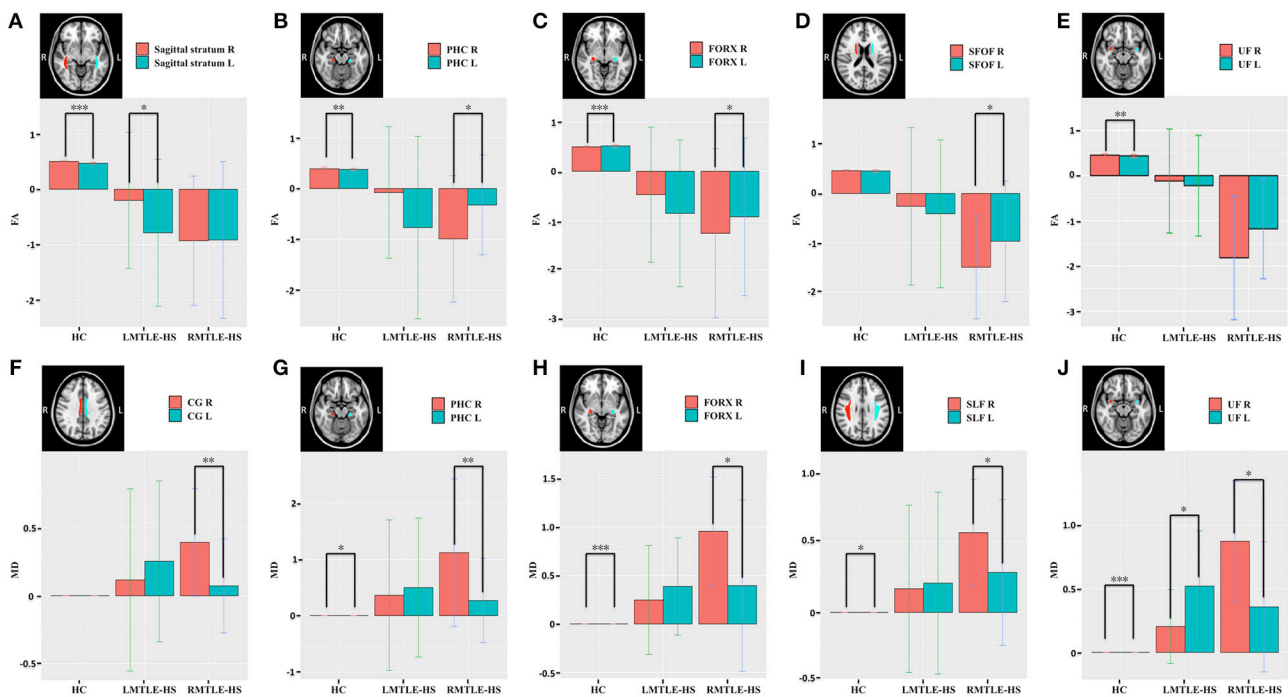 A
R
L
Sagittal stratum R
Sagittal stratum L
***
*
1
0
-1
-2
FA
HC
LMTLE-HS
RMTLE-HS
B
R
L
PHC R
PHC L
**
*
1
0
-1
-2
FA
HC
LMTLE-HS
RMTLE-HS
C
R
L
FORX R
FORX L
***
*
1
0
-1
-2
-3
FA
HC
LMTLE-HS
RMTLE-HS
D
R
L
SFOF R
SFOF L
*
1
0
-1
-2
FA
HC
LMTLE-HS
RMTLE-HS
E
R
L
UF R
UF L
**
1
0
-1
-2
-3
FA
HC
LMTLE-HS
RMTLE-HS
F
R
L
CG R
CG L
**
0.5
0
-0.5
MD
HC
LMTLE-HS
RMTLE-HS
G
R
L
PHC R
PHC L
*
**
2
1
0
-1
MD
HC
LMTLE-HS
RMTLE-HS
H
R
L
FORX R
FORX L
***
*
1.5
1.0
0.5
0
-0.5
MD
HC
LMTLE-HS
RMTLE-HS
I
R
L
SLF R
SLF L
*
*
1.0
0.5
0
-0.5
MD
HC
LMTLE-HS
RMTLE-HS
J
R
L
UF R
UF L
***
*
*
1.0
0.5
0
MD
HC
LMTLE-HS
RMTLE-HS